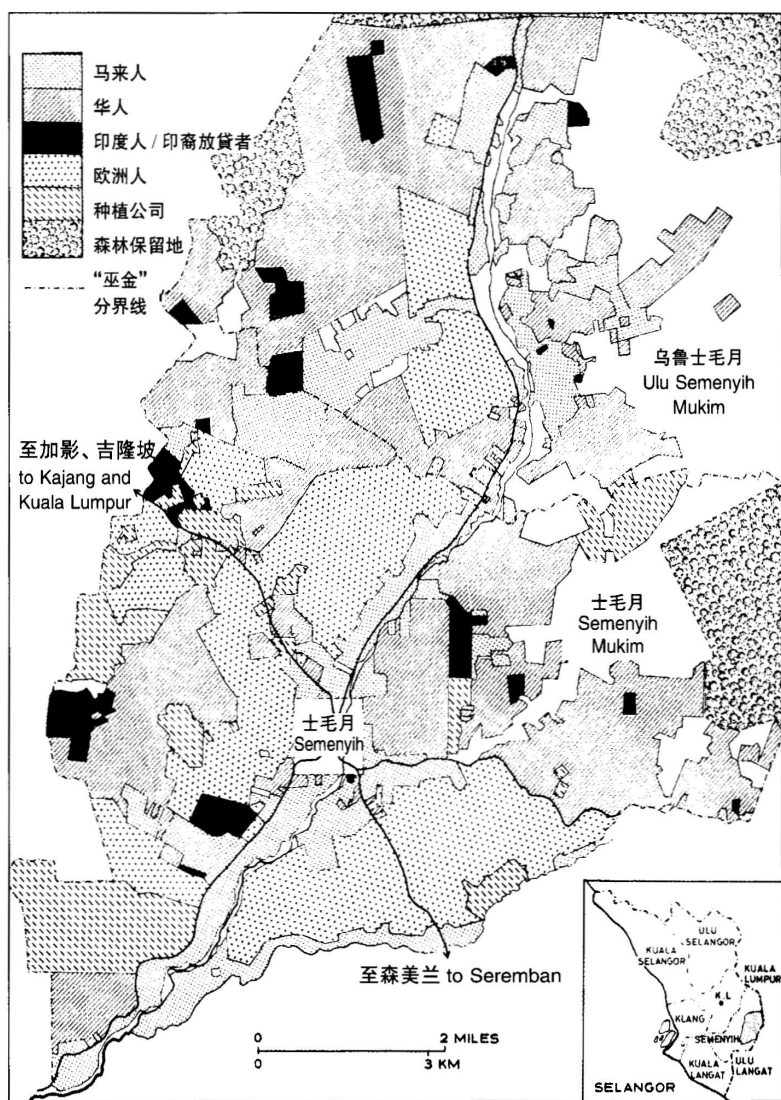 马来人
华人
印度人 / 印裔放貸者
欧洲人
种植公司
森林保留地
“巫金”
分界线
乌鲁士毛月
Ulu Semenyih
Mukim
至加影、吉隆坡
to Kajang and
Kuala Lumpur
士毛月
Semenyih
Mukim
士毛月
Semenyih
至森美兰 to Seremban
0 2 MILES
0 3 KM
ULU
SELANGOR
KUALA
SELANGOR
KUALA
LUMPUR
K.L
KLANG
SEMENYIH
KUALA
LANGAT
ULU
LANGAT
SELANGOR